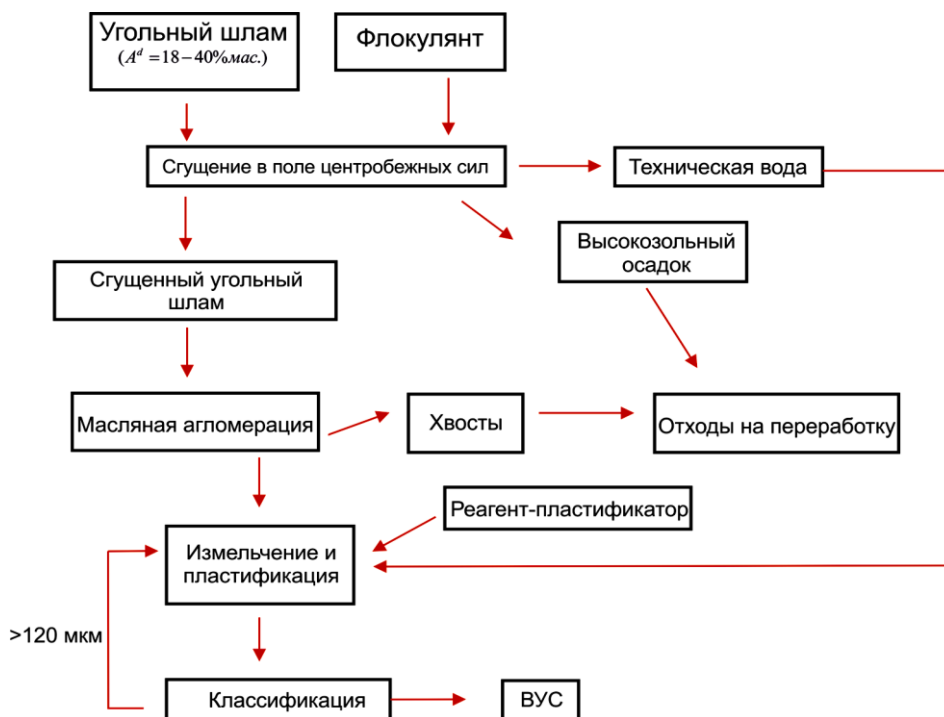 Угольный шлам
(Aᵈ =18−40%мас.)
Флокулянт
Сгущение в поле центробежных сил
Техническая вода
Высокозольный
осадок
Сгущенный угольный
шлам
Масляная агломерация
Хвосты
Отходы на переработку
Реагент-пластификатор
Измельчение и
пластификация
>120 мкм
Классификация
ВУС